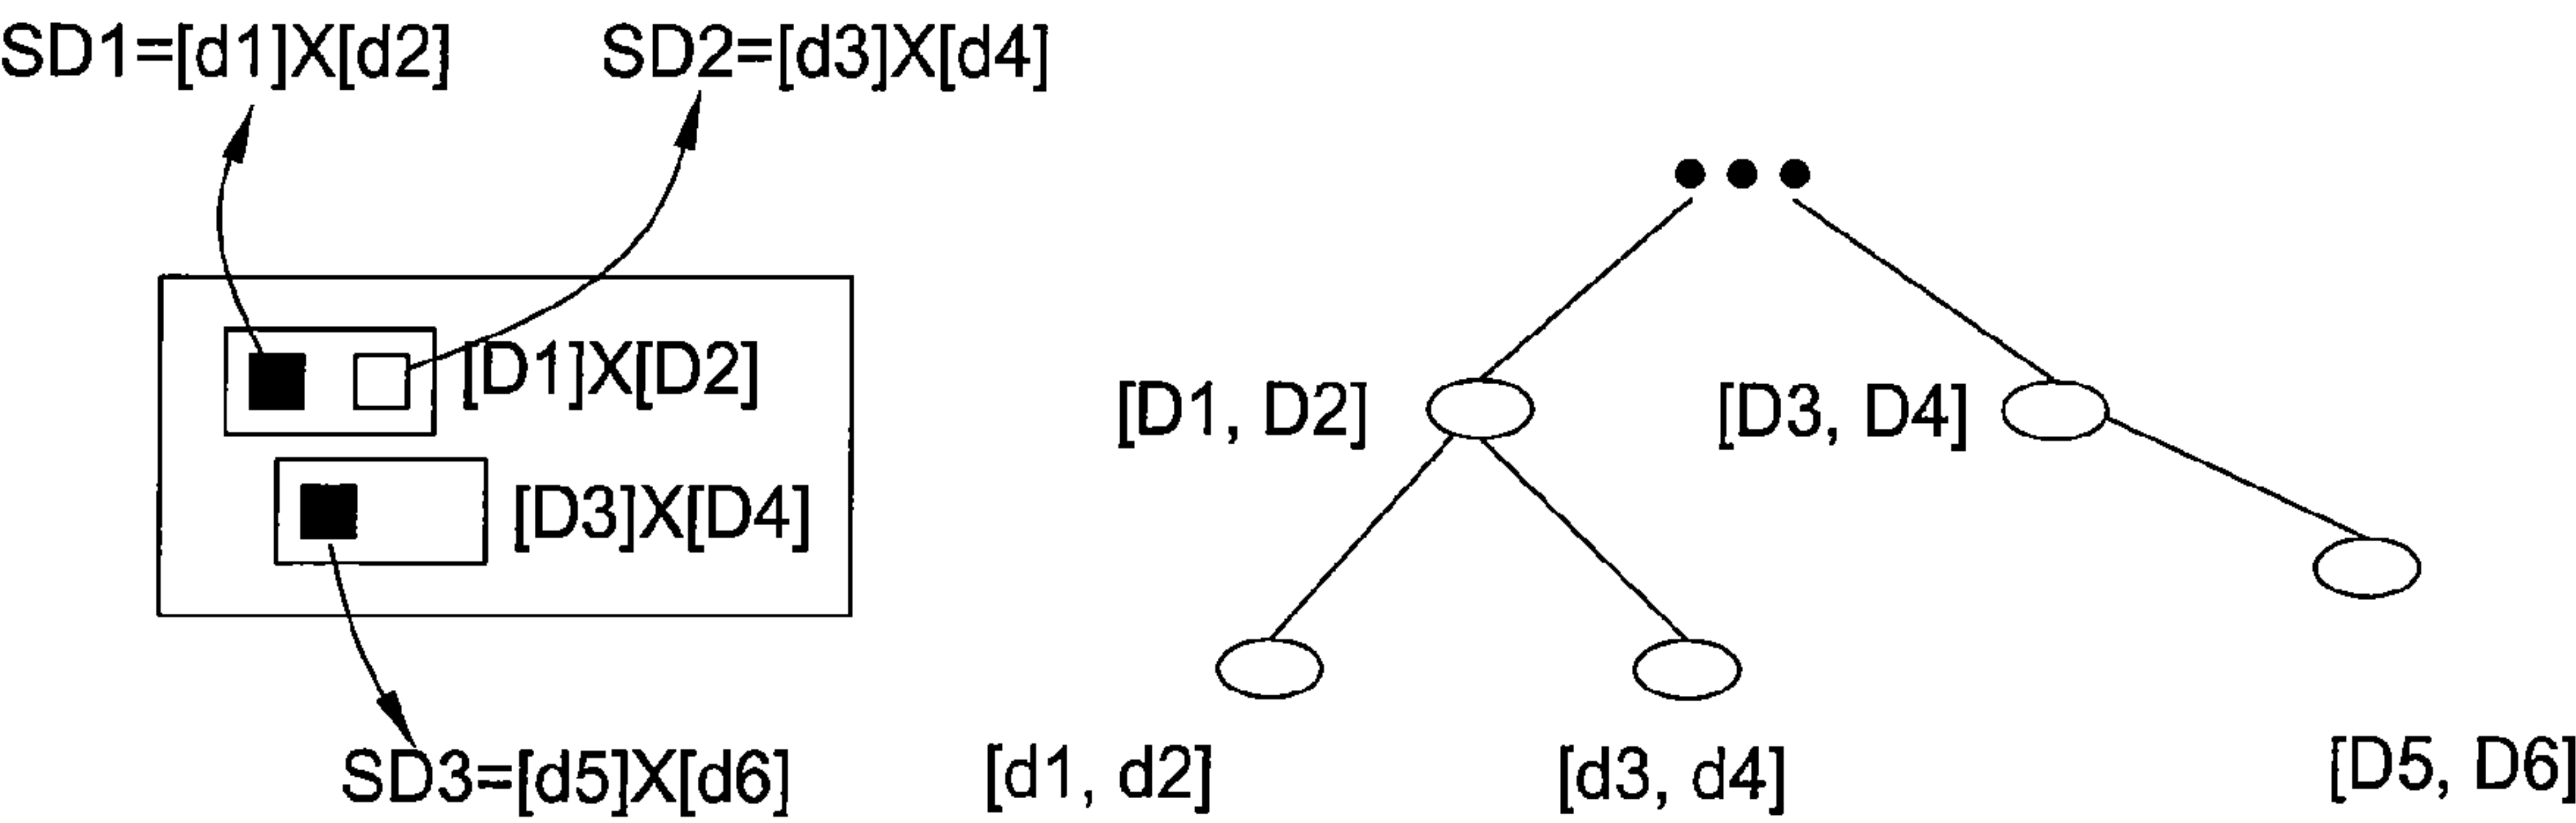 SD1=[d1]X[d2]
SD2=[d3]X[d4]
[D1]X[D2]
[D3]X[D4]
SD3=[d5]X[d6]
[D1, D2]
[D3, D4]
[d1, d2]
[d3, d4]
[D5, D6]